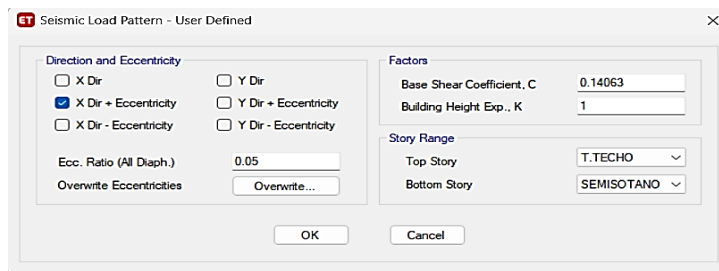 ET Seismic Load Pattern - User Defined
Direction and Eccentricity
X Dir Y Dir
X Dir + Eccentricity Y Dir + Eccentricity
X Dir - Eccentricity Y Dir - Eccentricity
Ecc. Ratio (All Diaph.) 0.05
Overwrite Eccentricities Overwrite...
Factors
Base Shear Coefficient, C 0.14063
Building Height Exp., K 1
Story Range
Top Story T.TECHO
Bottom Story SEMISOTANO
OK Cancel